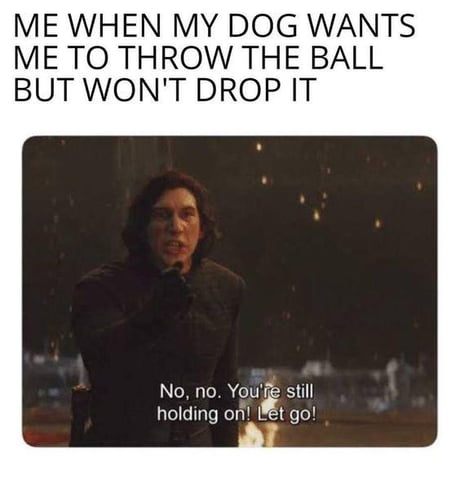 ME WHEN MY DOG WANTS
ME TO THROW THE BALL
BUT WON'T DROP IT
No, no. You're still
holding on! Let go!